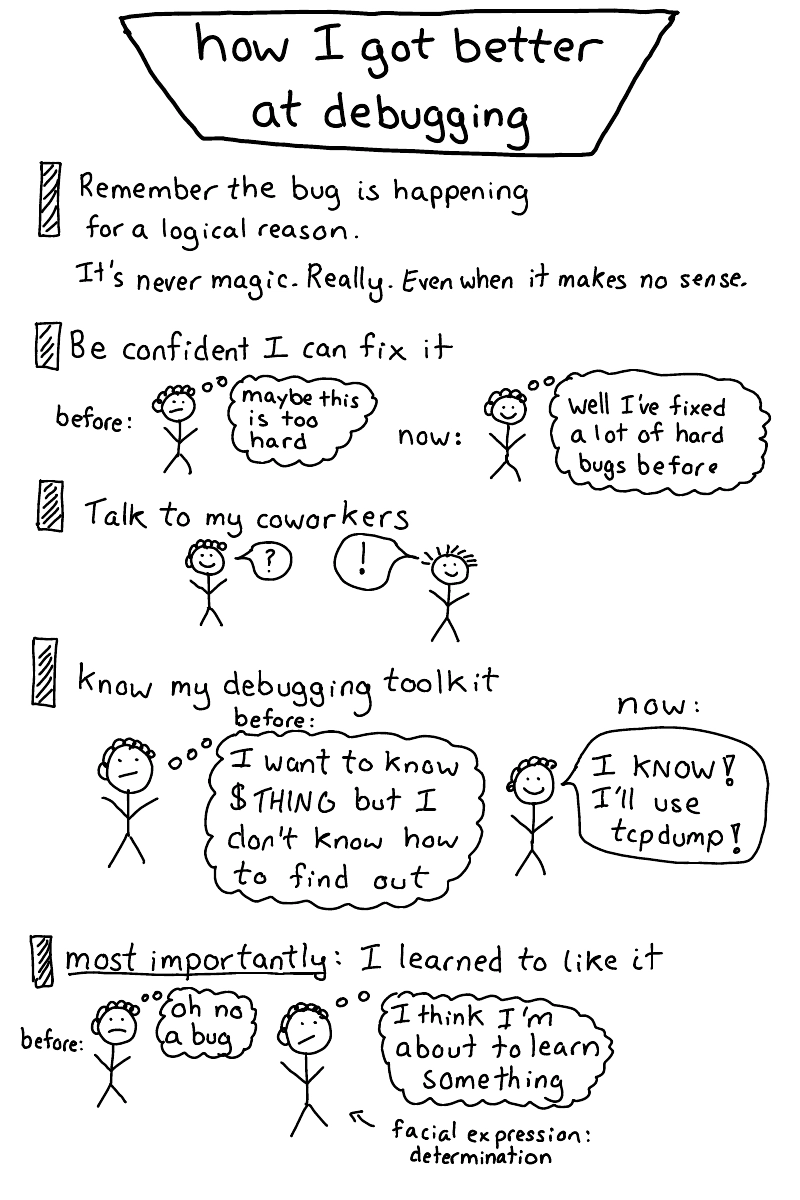 how I got better
at debugging
Remember the bug is happening
for a logical reason.
It's never magic. Really. Even when it makes no sense.
Be confident I can fix it
before:
maybe this
is too
hard
now:
well I've fixed
a lot of hard
bugs before
Talk to my coworkers
?
!
know my debugging toolkit
before:
I want to know
$THING but I
don't know how
to find out
now:
I KNOW!
I'll use
tcpdump!
most importantly: I learned to like it
before:
oh no
a bug
I think I'm
about to learn
something
facial expression:
determination